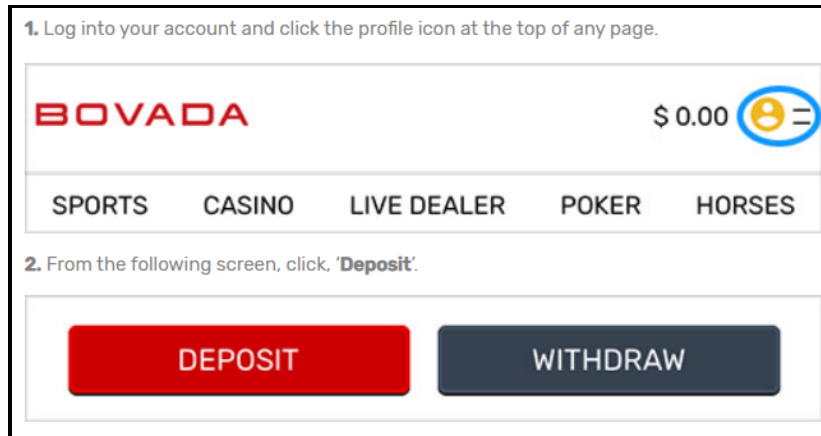 1. Log into your account and click the profile icon at the top of any page.
BOVADA $ 0.00
SPORTS CASINO LIVE DEALER POKER HORSES
2. From the following screen, click, ‘Deposit’.
DEPOSIT WITHDRAW